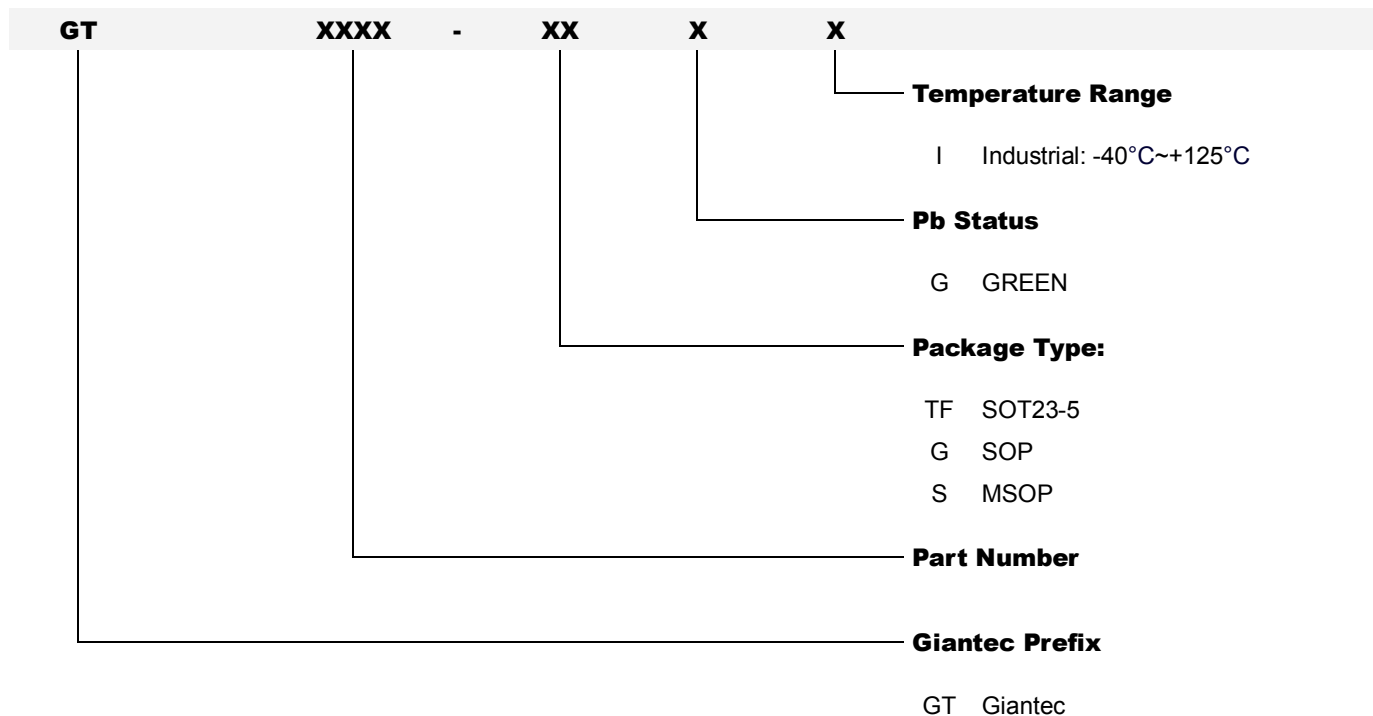 GT XXXX - XX X X
Temperature Range
I Industrial: -40°C~+125°C
Pb Status
G GREEN
Package Type:
TF SOT23-5
G SOP
S MSOP
Part Number
Giantec Prefix
GT Giantec